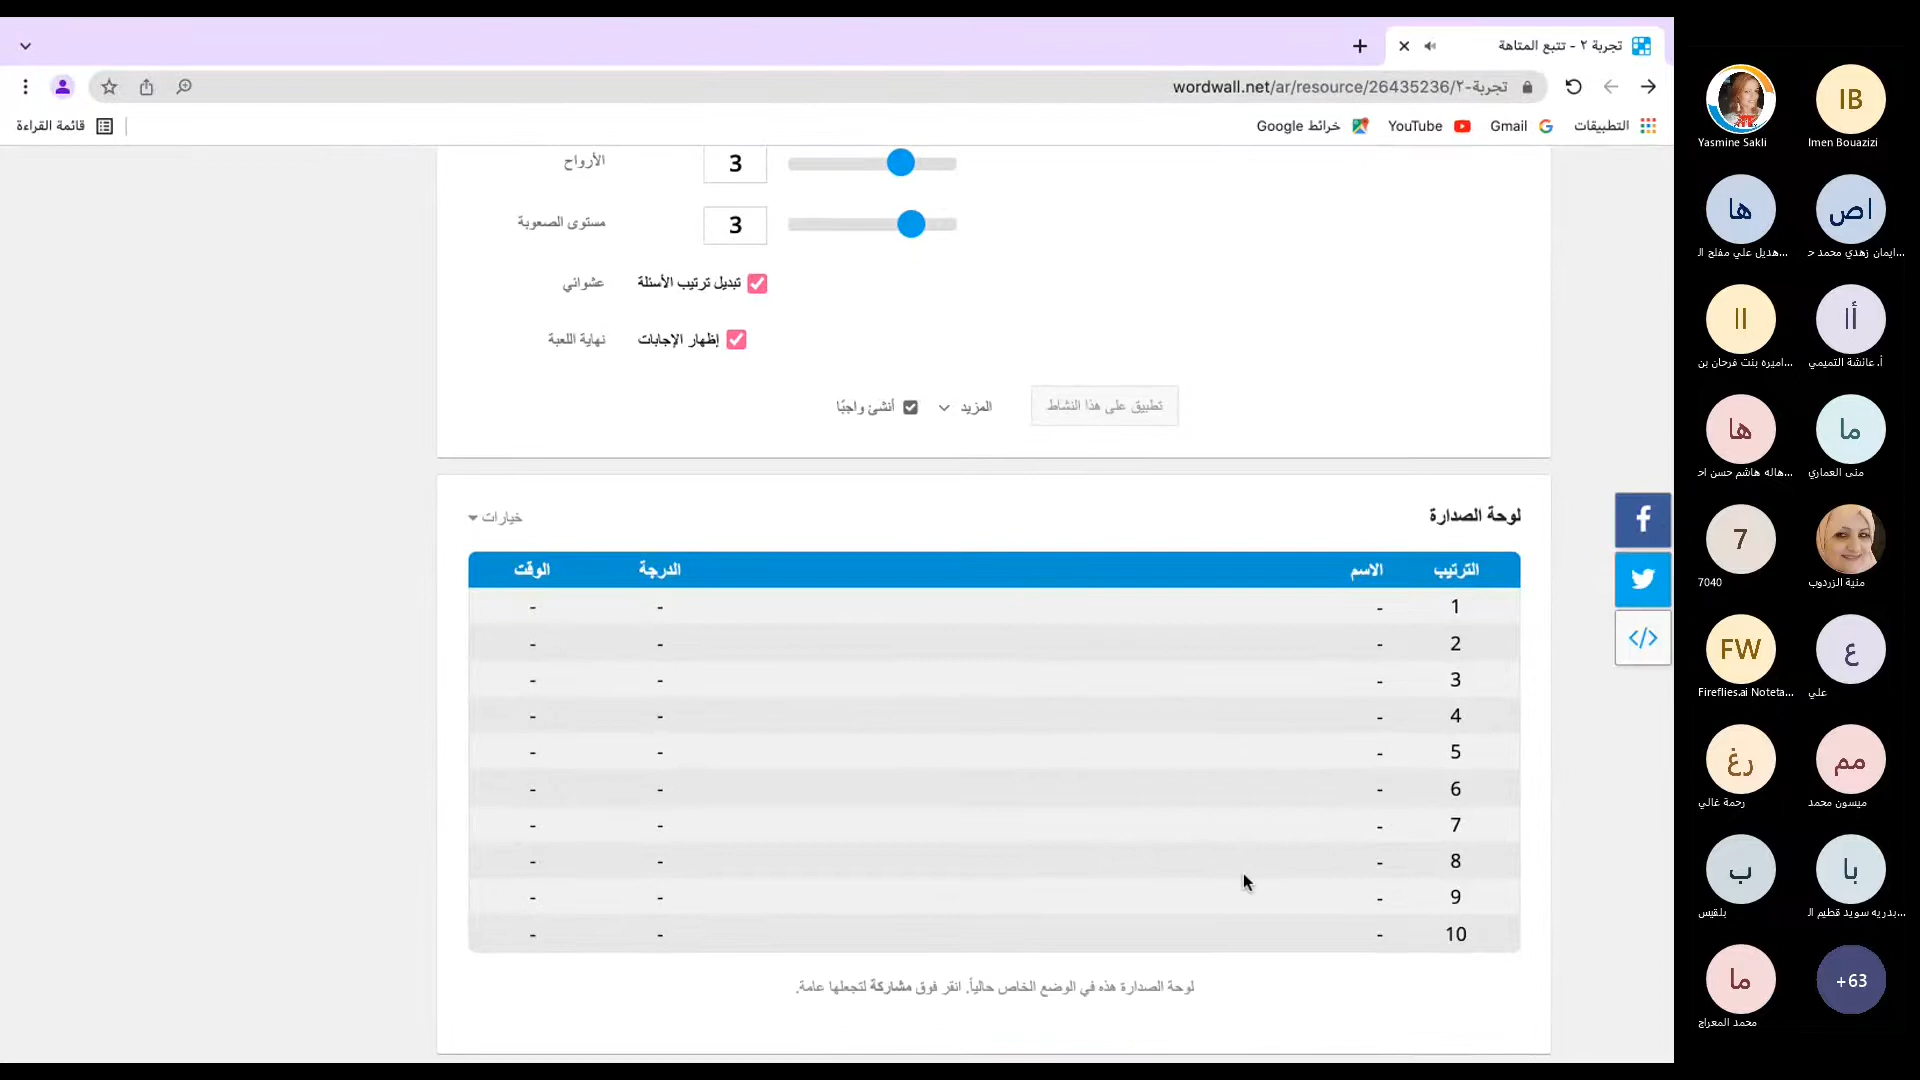 تجربة ٢ - تتبع المتاهة
wordwall.net/ar/resource/26435236/تجربة-٢
التطبيقات
Gmail
YouTube
خرائط Google
قائمة القراءة
الأرواح
3
مستوى الصعوبة
3
عشوائي
تبديل ترتيب الأسئلة
نهاية اللعبة
إظهار الإجابات
تطبيق على هذا النشاط
المزيد
أنشئ واجبًا
لوحة الصدارة
خيارات
الترتيب الاسم الدرجة الوقت
1 - - -
2 - - -
3 - - -
4 - - -
5 - - -
6 - - -
7 - - -
8 - - -
9 - - -
10 - - -
لوحة الصدارة هذه في الوضع الخاص حالياً. انقر فوق مشاركة لتجعلها عامة.
f
</>
Yasmine Sakli
IB
Imen Bouazizi
ها
هديل علي مفلح ال...
اص
ايمان زهدي محمد ح...
اا
اميره بنت فرحان بن...
أا
أ. عائشة التميمي
ها
هاله هاشم حسن اح...
ما
منى العماري
7
7040
منية الزردوب
FW
Fireflies.ai Noteta...
ع
علي
رغ
رحمة غالي
مم
ميسون محمد
ب
بلقيس
با
بدريه سويد قطيم ال...
ما
محمد المعراج
+63